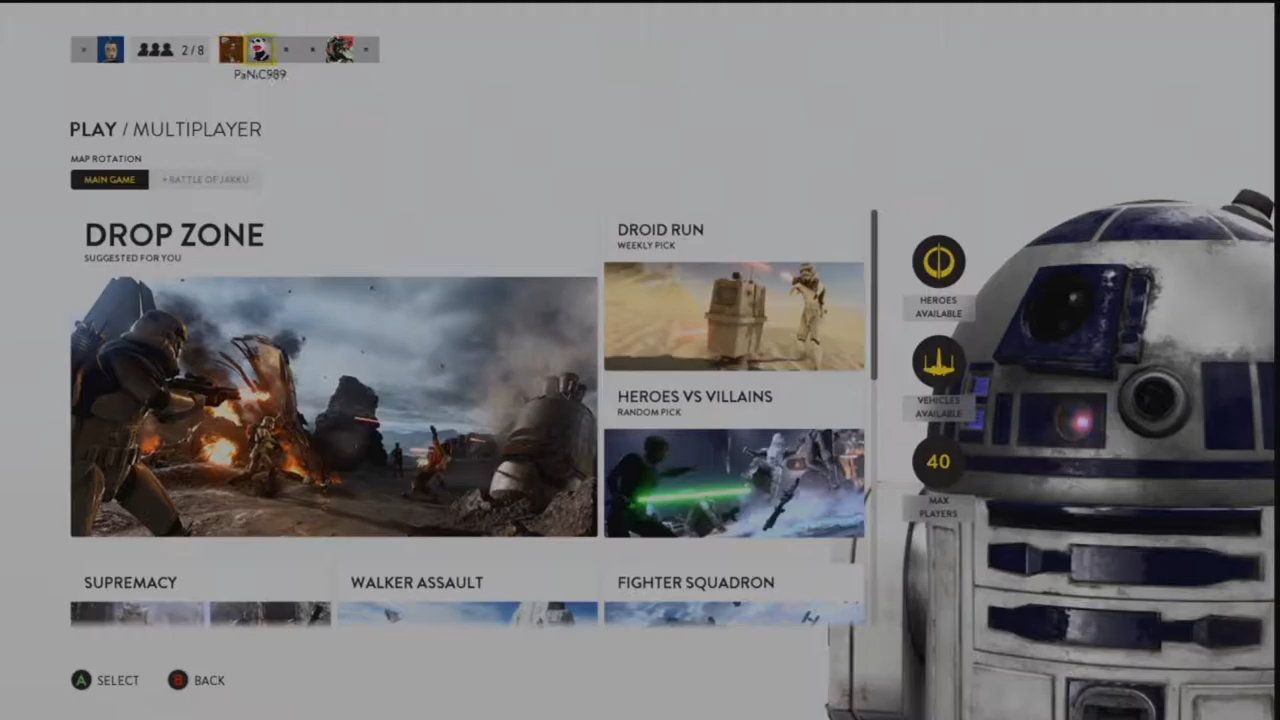 2/8
PaNiC989
PLAY / MULTIPLAYER
MAP ROTATION
MAIN GAME
+ BATTLE OF JAKKU
DROP ZONE
SUGGESTED FOR YOU
DROID RUN
WEEKLY PICK
HEROES AVAILABLE
HEROES VS VILLAINS
RANDOM PICK
VEHICLES AVAILABLE
40
MAX PLAYERS
SUPREMACY
WALKER ASSAULT
FIGHTER SQUADRON
A SELECT
B BACK